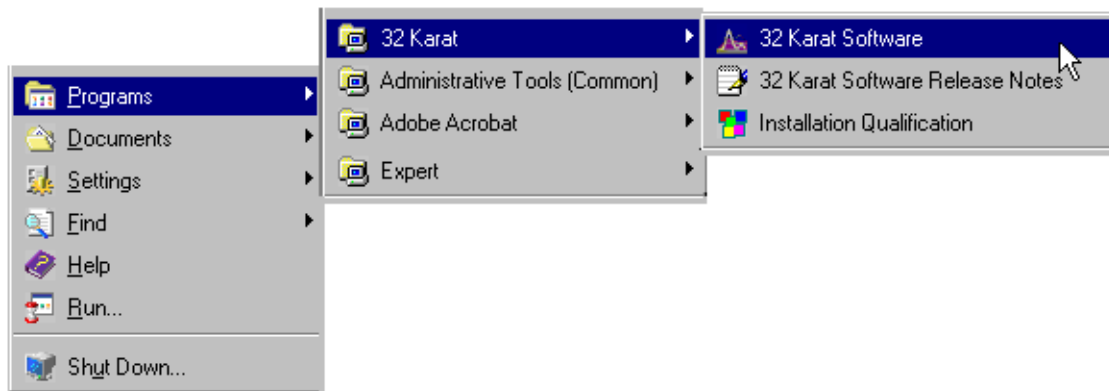 Programs
Documents
Settings
Find
Help
Run...
Shut Down...
32 Karat
Administrative Tools (Common)
Adobe Acrobat
Expert
32 Karat Software
32 Karat Software Release Notes
Installation Qualification